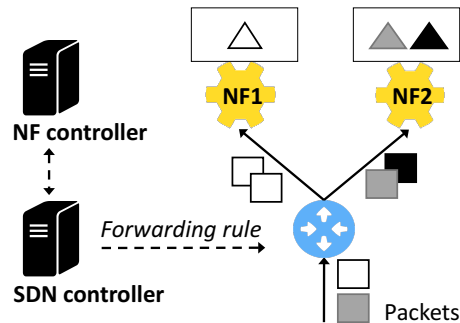 NF1
NF2
NF controller
Forwarding rule
SDN controller
Packets